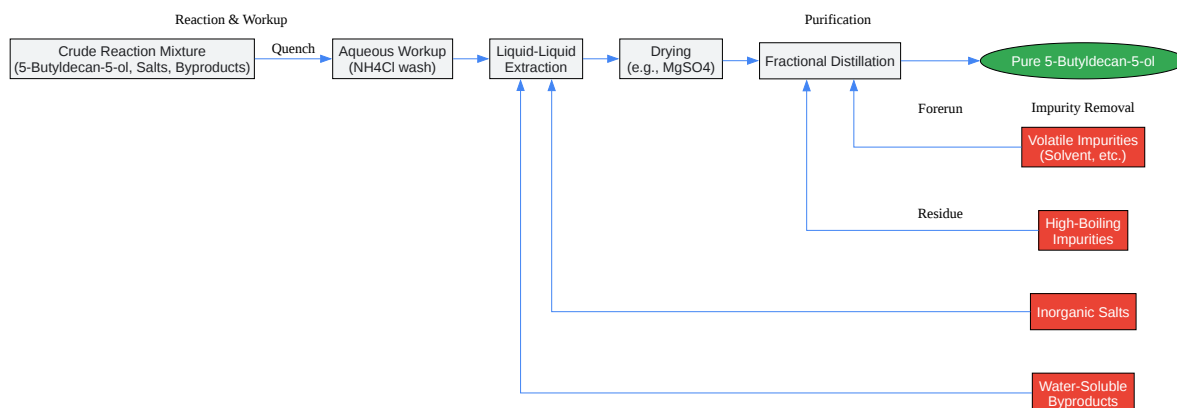 Reaction & Workup
Purification
Crude Reaction Mixture
(5-Butyldecan-5-ol, Salts, Byproducts)
Quench
Aqueous Workup
(NH4Cl wash)
Liquid-Liquid
Extraction
Drying
(e.g., MgSO4)
Fractional Distillation
Pure 5-Butyldecan-5-ol
Forerun
Impurity Removal
Volatile Impurities
(Solvent, etc.)
Residue
High-Boiling
Impurities
Inorganic Salts
Water-Soluble
Byproducts